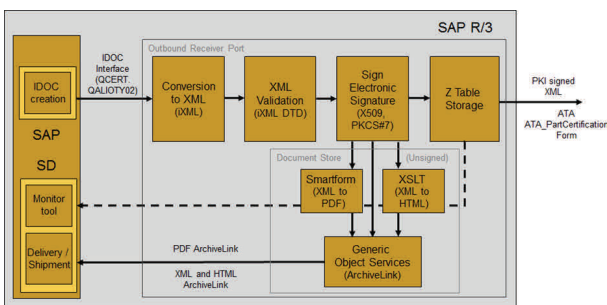 SAP R/3
Outbound Receiver Port
IDOC
Interface
(QCERT.
QALIOTY02)
IDOC
creation
SAP
SD
Monitor
tool
Delivery /
Shipment
Conversion
to XML
(iXML)
XML
Validation
(iXML DTD)
Sign
Electronic
Signature
(X509,
PKCS#7)
Z Table
Storage
PKI signed
XML
ATA
ATA_PartCertification
Form
Document Store
(Unsigned)
Smartform
(XML to
PDF)
XSLT
(XML to
HTML)
Generic
Object Services
(ArchiveLink)
PDF ArchiveLink
XML and HTML
ArchiveLink